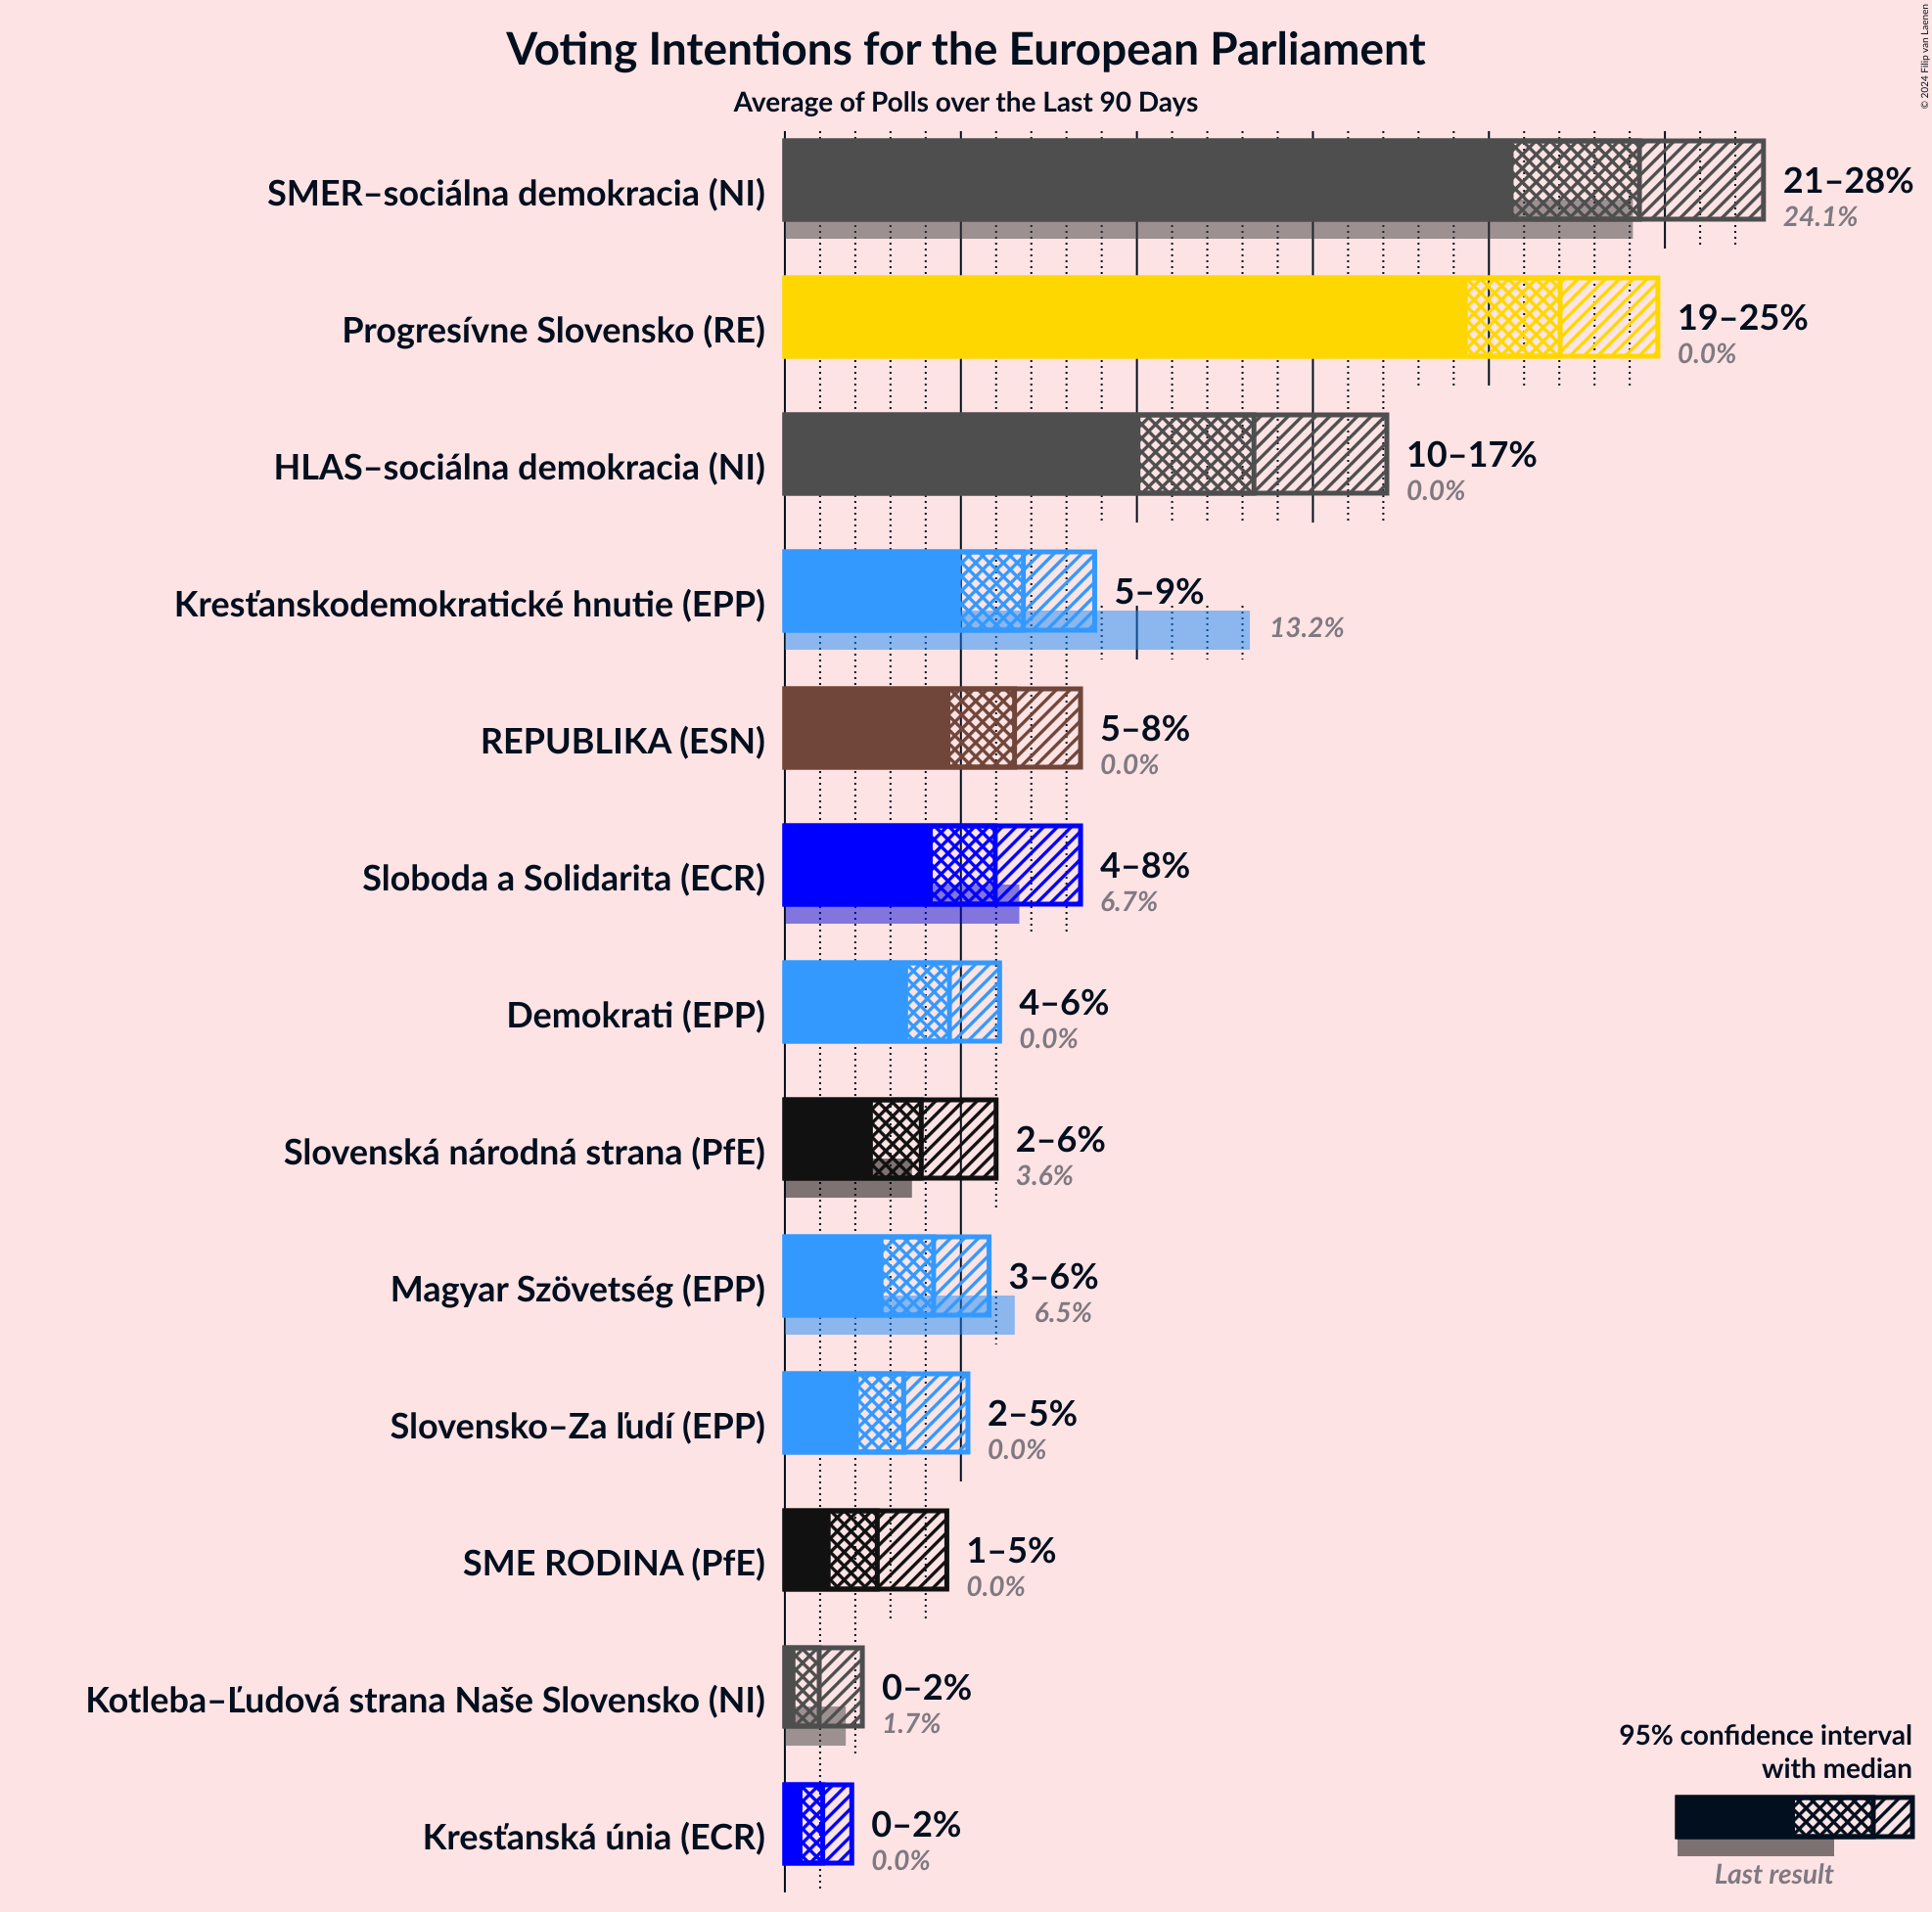 © 2024 Filip van Laenen
Voting Intentions for the European Parliament
Average of Polls over the Last 90 Days
SMER–sociálna demokracia (NI)
21–28%
24.1%
Progresívne Slovensko (RE)
19–25%
0.0%
HLAS–sociálna demokracia (NI)
10–17%
0.0%
Kresťanskodemokratické hnutie (EPP)
5–9%
13.2%
REPUBLIKA (ESN)
5–8%
0.0%
Sloboda a Solidarita (ECR)
4–8%
6.7%
Demokrati (EPP)
4–6%
0.0%
Slovenská národná strana (PfE)
2–6%
3.6%
Magyar Szövetség (EPP)
3–6%
6.5%
Slovensko–Za ľudí (EPP)
2–5%
0.0%
SME RODINA (PfE)
1–5%
0.0%
Kotleba–Ľudová strana Naše Slovensko (NI)
0–2%
1.7%
Kresťanská únia (ECR)
0–2%
0.0%
95% confidence interval
with median
Last result